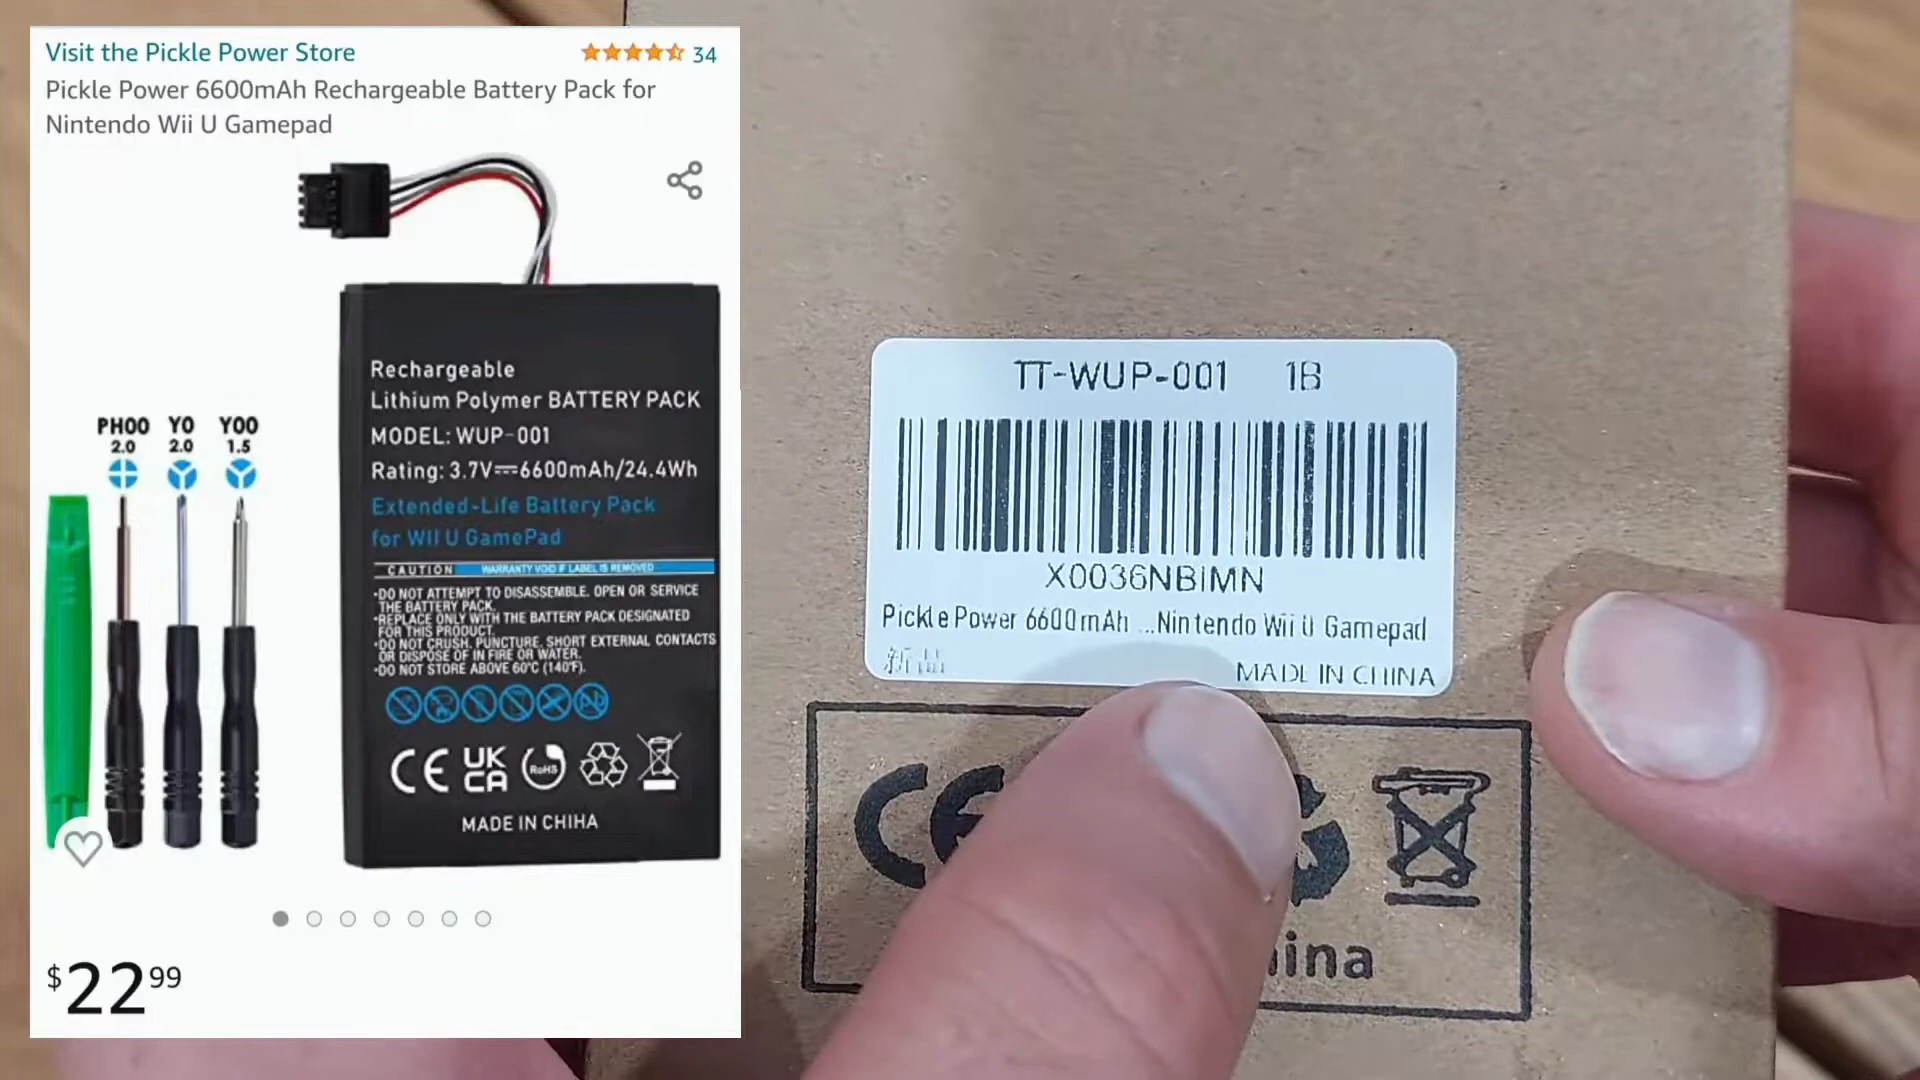 Visit the Pickle Power Store
34
Pickle Power 6600mAh Rechargeable Battery Pack for
Nintendo Wii U Gamepad
PH00 Y0 Y00
2.0 2.0 1.5
Rechargeable
Lithium Polymer BATTERY PACK
MODEL: WUP-001
Rating: 3.7V⎓6600mAh/24.4Wh
Extended-Life Battery Pack
for WII U GamePad
CAUTION WARRANTY VOID IF LABEL IS REMOVED
•DO NOT ATTEMPT TO DISASSEMBLE. OPEN OR SERVICE
THE BATTERY PACK.
•REPLACE ONLY WITH THE BATTERY PACK DESIGNATED
FOR THIS PRODUCT.
•DO NOT CRUSH, PUNCTURE, SHORT EXTERNAL CONTACTS
OR DISPOSE OF IN FIRE OR WATER.
•DO NOT STORE ABOVE 60°C (140°F).
CE UK CA RoHS
MADE IN CHIHA
$22 99
TT-WUP-001 1B
X0036NBIMN
Pickle Power 6600mAh ...Nintendo Wii U Gamepad
新品 MADE IN CHINA
CE
ina